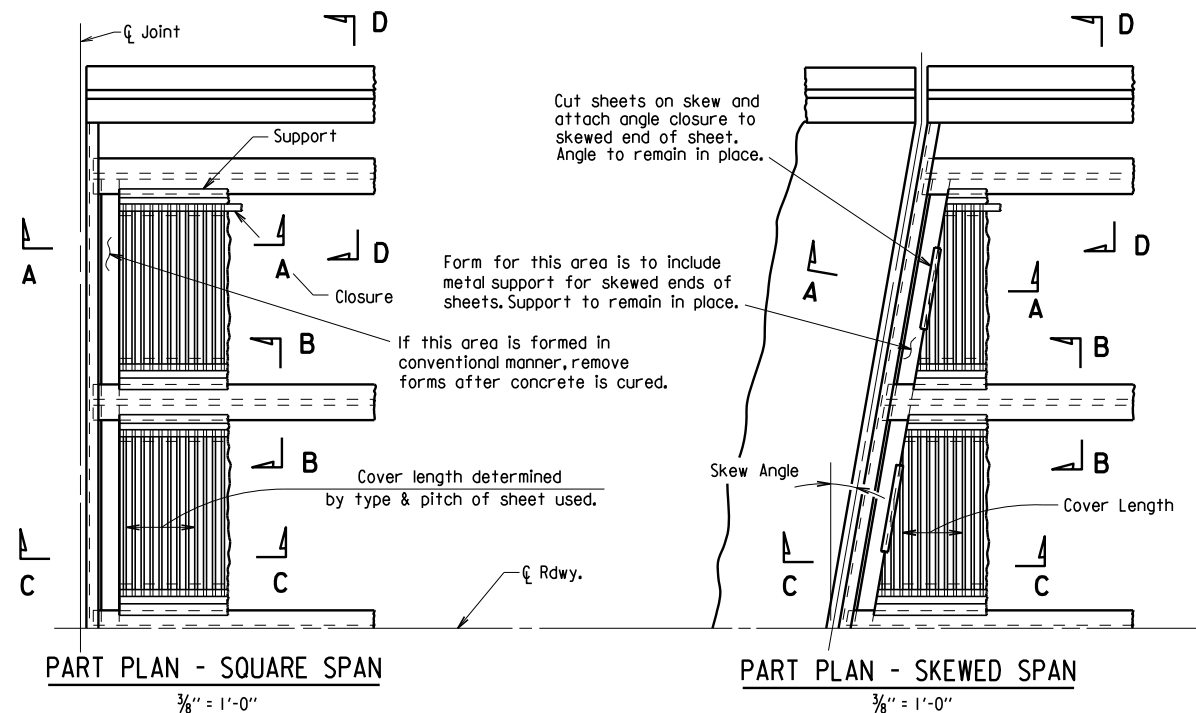 ℄ Joint
D
Support
A
A
D
Closure
If this area is formed in
conventional manner, remove
forms after concrete is cured.
B
B
Cover length determined
by type & pitch of sheet used.
C
C
℄ Rdwy.
PART PLAN - SQUARE SPAN
3/8" = 1'-0"
D
Cut sheets on skew and
attach angle closure to
skewed end of sheet.
Angle to remain in place.
D
Form for this area is to include
metal support for skewed ends of
sheets. Support to remain in place.
A
A
B
B
Skew Angle
Cover Length
C
C
PART PLAN - SKEWED SPAN
3/8" = 1'-0"